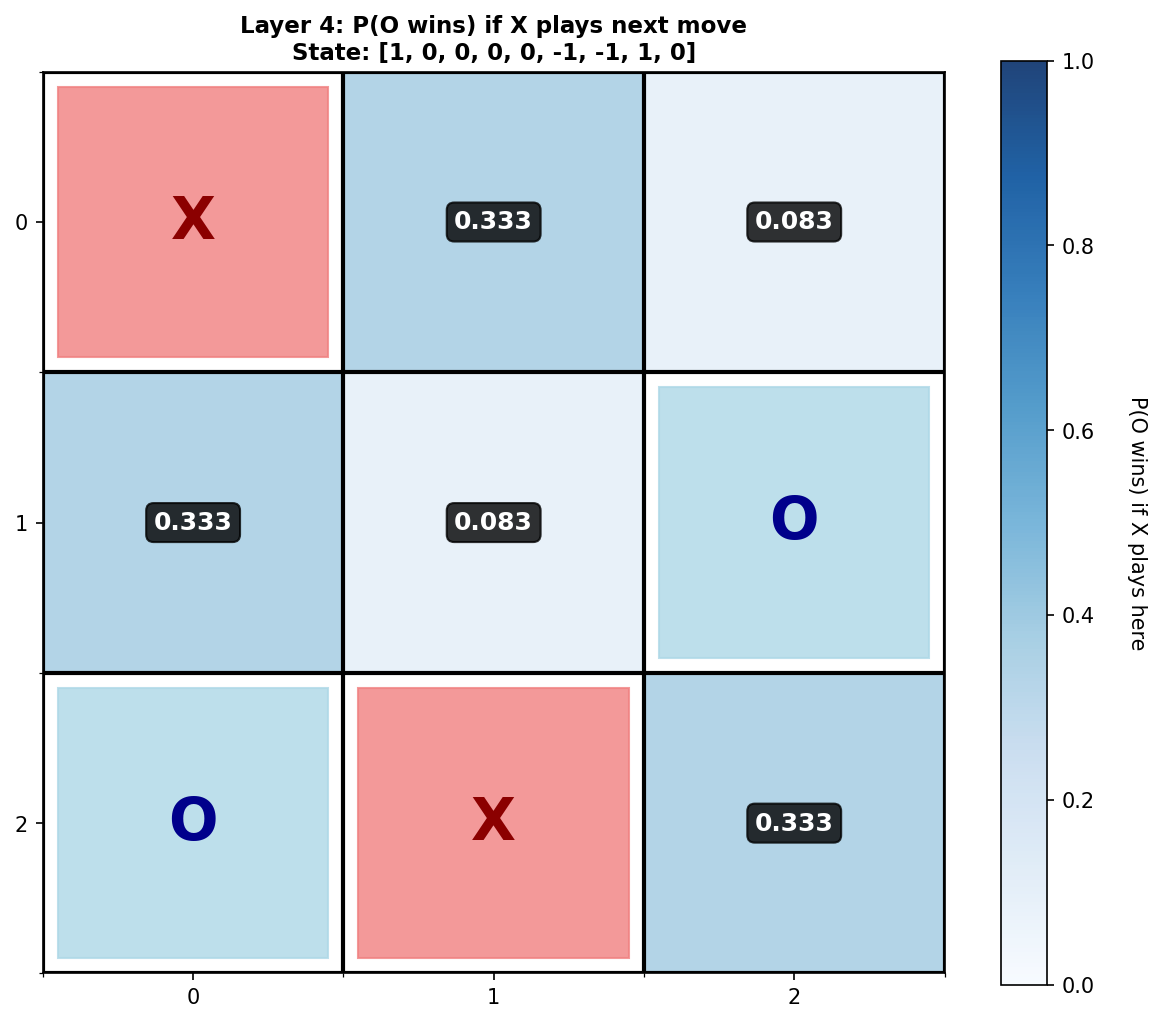 Layer 4: P(O wins) if X plays next move
State: [1, 0, 0, 0, 0, -1, -1, 1, 0]
0
X
0.333
0.083
1
0.333
0.083
O
2
O
X
0.333
0
1
2
1.0
0.8
0.6
0.4
0.2
0.0
P(O wins) if X plays here